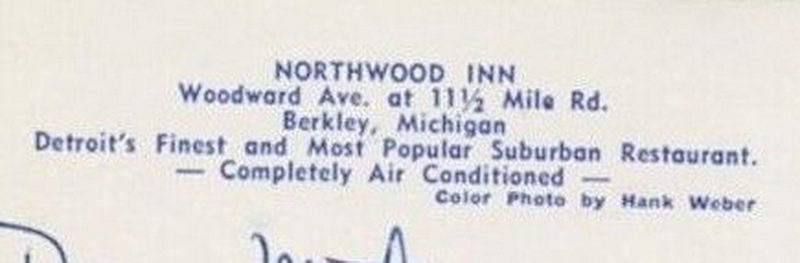 NORTHWOOD INN
Woodward Ave. at 11½ Mile Rd.
Berkley, Michigan
Detroit's Finest and Most Popular Suburban Restaurant.
— Completely Air Conditioned —
Color Photo by Hank Weber